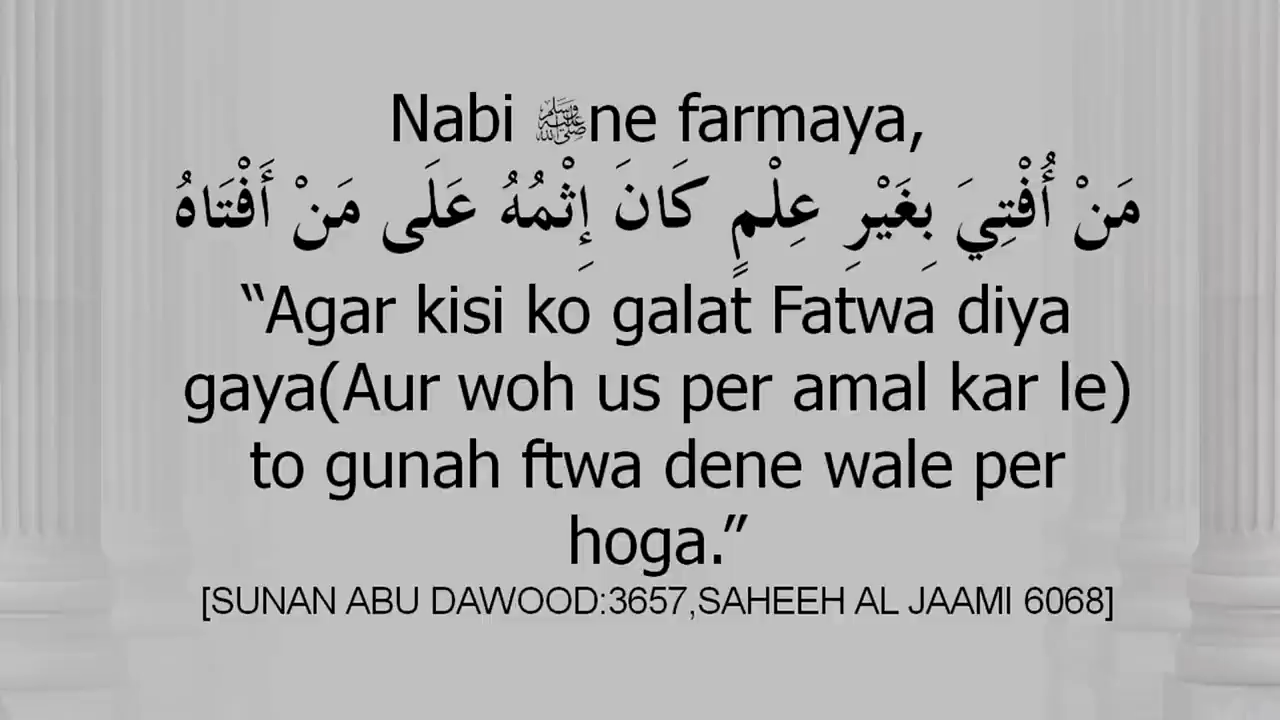 Nabi ﷺ ne farmaya,
مَنْ أُفْتِيَ بِغَيْرِ عِلْمٍ كَانَ إِثْمُهُ عَلَى مَنْ أَفْتَاهُ
“Agar kisi ko galat Fatwa diya
gaya(Aur woh us per amal kar le)
to gunah ftwa dene wale per
hoga.”
[SUNAN ABU DAWOOD:3657,SAHEEH AL JAAMI 6068]